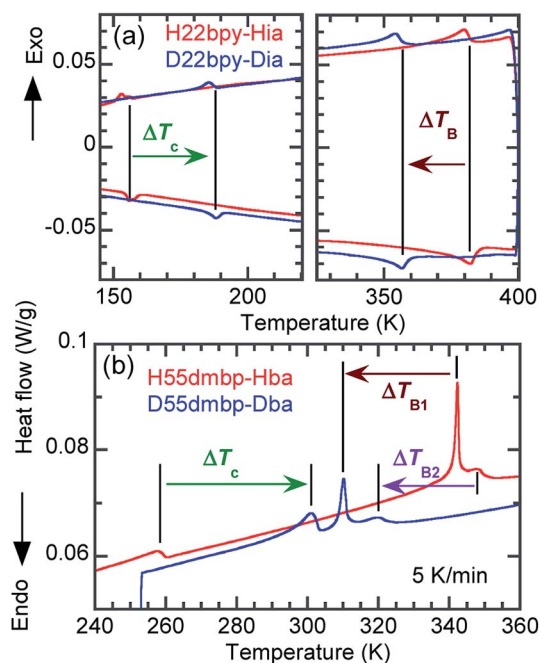 (a)
H22bpy-Hia
D22bpy-Dia
Exo
0.05
0
-0.05
ΔTc
ΔTB
160
200
350
400
Temperature (K)
Temperature (K)
Heat flow (W/g)
0.1
(b)
H55dmbp-Hba
D55dmbp-Dba
ΔTB1
ΔTc
ΔTB2
0.08
0.06
Endo
5 K/min
240 260 280 300 320 340 360
Temperature (K)